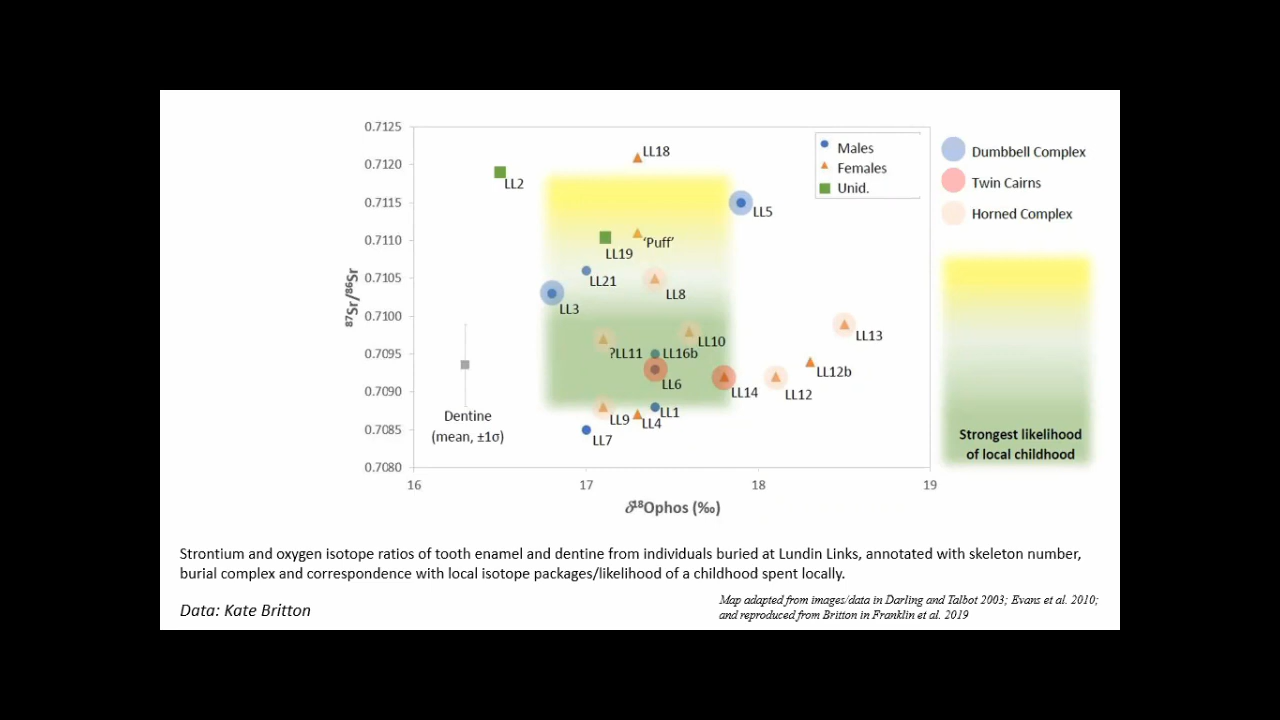 0.7125
0.7120
0.7115
0.7110
0.7105
0.7100
0.7095
0.7090
0.7085
0.7080
⁸⁷Sr/⁸⁶Sr
16
17
18
19
δ¹⁸Ophos (‰)
LL18
LL2
LL5
'Puff'
LL19
LL21
LL8
LL3
LL13
LL10
?LL11
LL16b
LL12b
LL6
LL14
LL12
LL9
LL1
LL4
LL7
Dentine
(mean, ±1σ)
Males
Females
Unid.
Dumbbell Complex
Twin Cairns
Horned Complex
Strongest likelihood
of local childhood
Strontium and oxygen isotope ratios of tooth enamel and dentine from individuals buried at Lundin Links, annotated with skeleton number,
burial complex and correspondence with local isotope packages/likelihood of a childhood spent locally.
Data: Kate Britton
Map adapted from images/data in Darling and Talbot 2003; Evans et al. 2010;
and reproduced from Britton in Franklin et al. 2019